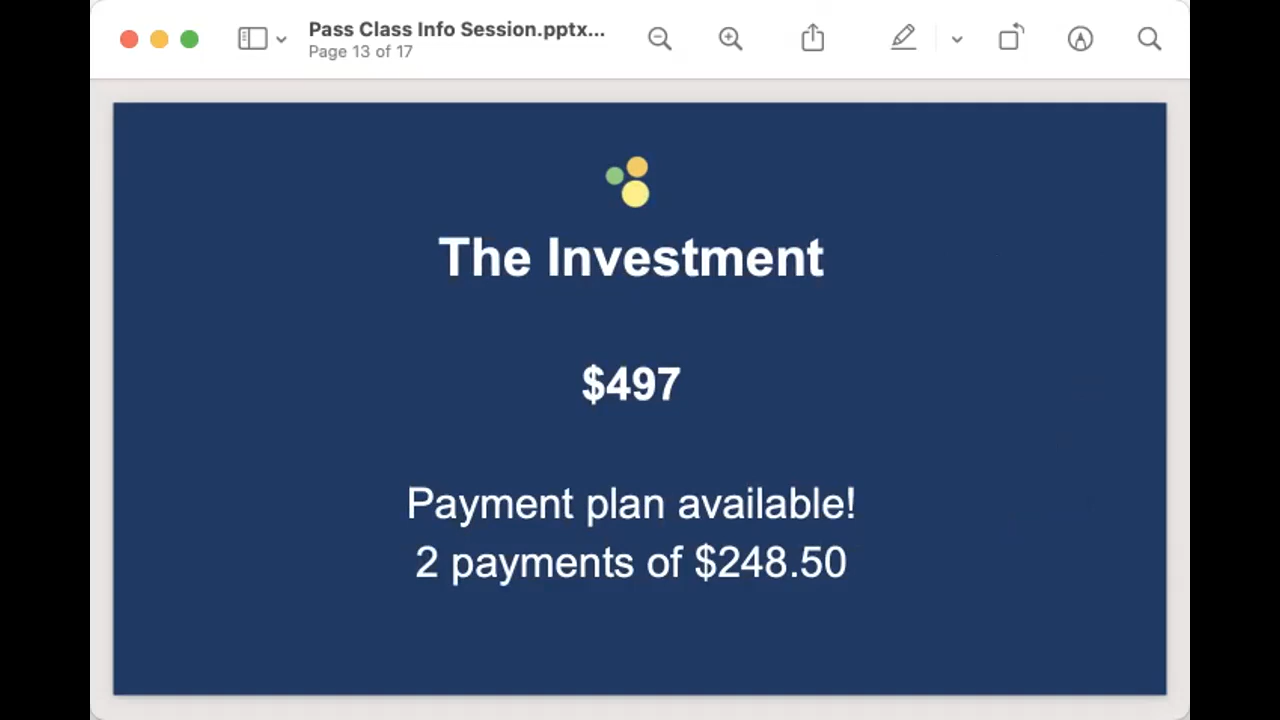 Pass Class Info Session.pptx...
Page 13 of 17
The Investment
$497
Payment plan available!
2 payments of $248.50